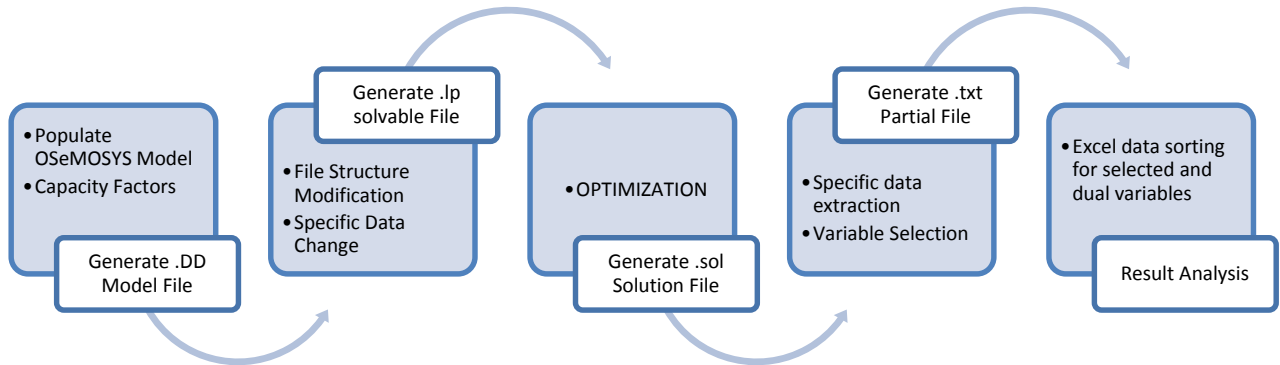 •Populate
OSeMOSYS Model
•Capacity Factors
Generate .DD
Model File
Generate .lp
solvable File
•File Structure
Modification
•Specific Data
Change
•OPTIMIZATION
Generate .sol
Solution File
Generate .txt
Partial File
•Specific data
extraction
•Variable Selection
•Excel data sorting
for selected and
dual variables
Result Analysis